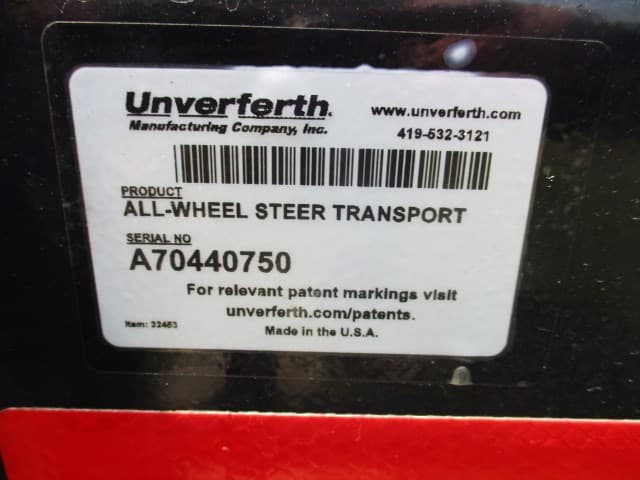 Unverferth.
Manufacturing Company, Inc.
www.unverferth.com
419-532-3121
PRODUCT
ALL-WHEEL STEER TRANSPORT
SERIAL NO
A70440750
For relevant patent markings visit
unverferth.com/patents.
Item: 32453
Made in the U.S.A.